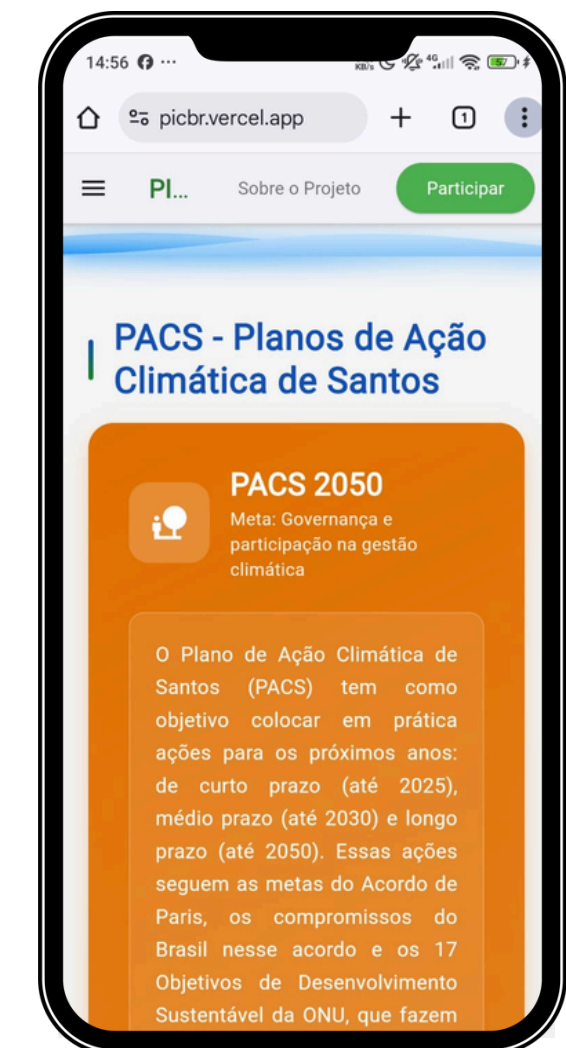 14:56
KB/s 4G 57
picbr.vercel.app 1
PI... Sobre o Projeto Participar
PACS - Planos de Ação
Climática de Santos
PACS 2050
Meta: Governança e
participação na gestão
climática
O Plano de Ação Climática de
Santos (PACS) tem como
objetivo colocar em prática
ações para os próximos anos:
de curto prazo (até 2025),
médio prazo (até 2030) e longo
prazo (até 2050). Essas ações
seguem as metas do Acordo de
Paris, os compromissos do
Brasil nesse acordo e os 17
Objetivos de Desenvolvimento
Sustentável da ONU, que fazem